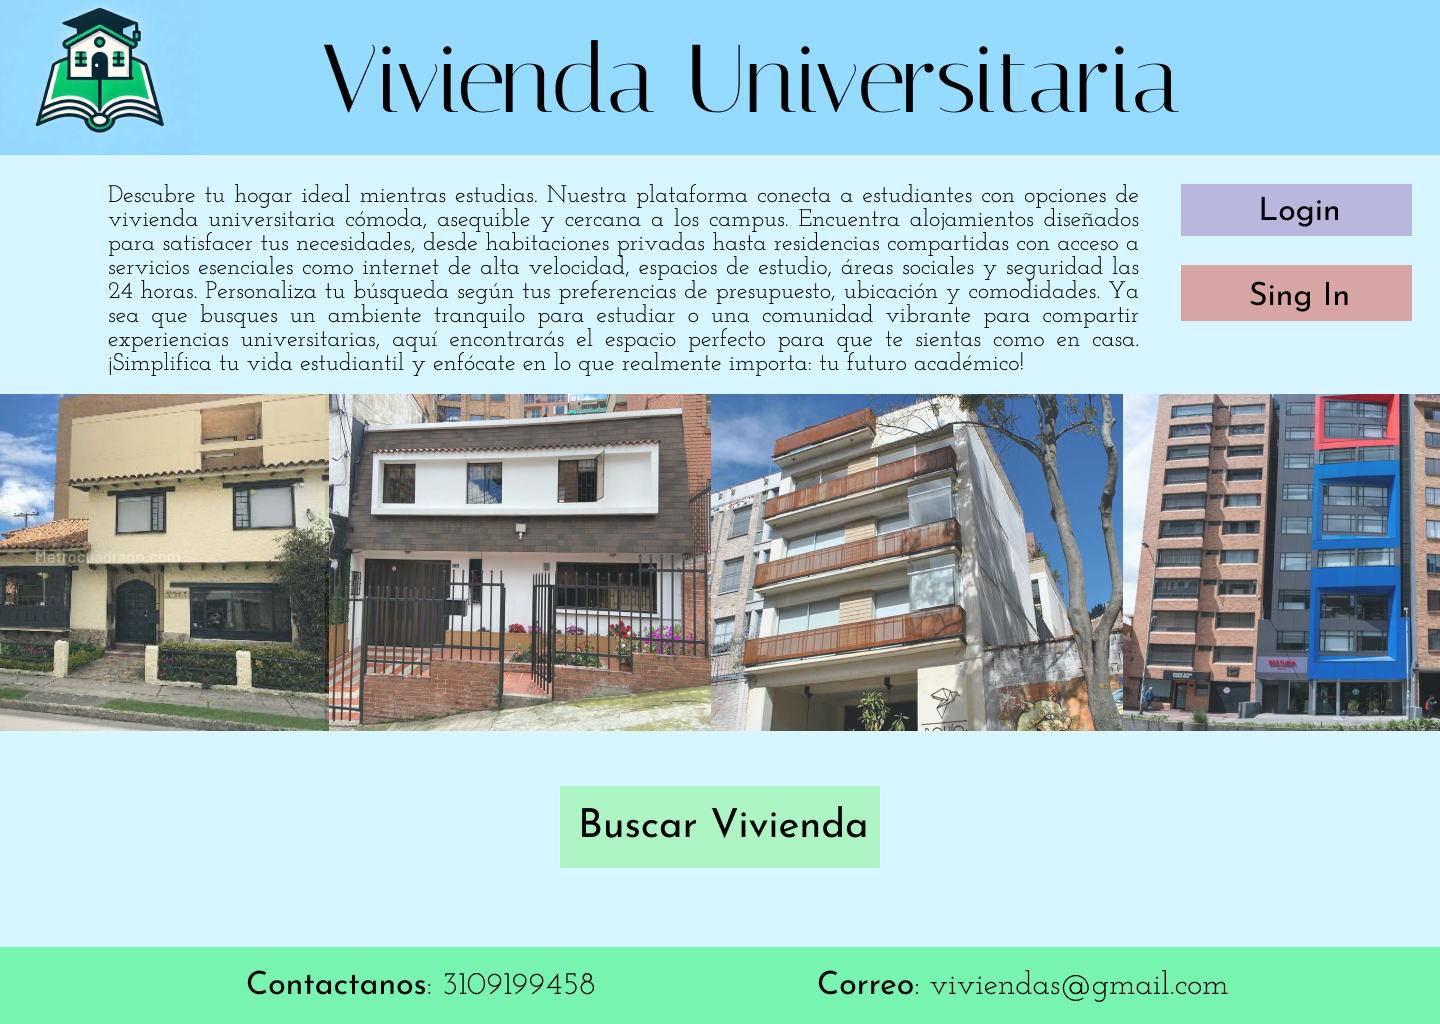 Vivienda Universitaria
Descubre tu hogar ideal mientras estudias. Nuestra plataforma conecta a estudiantes con opciones de
vivienda universitaria cómoda, asequible y cercana a los campus. Encuentra alojamientos diseñados
para satisfacer tus necesidades, desde habitaciones privadas hasta residencias compartidas con acceso a
servicios esenciales como internet de alta velocidad, espacios de estudio, áreas sociales y seguridad las
24 horas. Personaliza tu búsqueda según tus preferencias de presupuesto, ubicación y comodidades. Ya
sea que busques un ambiente tranquilo para estudiar o una comunidad vibrante para compartir
experiencias universitarias, aquí encontrarás el espacio perfecto para que te sientas como en casa.
¡Simplifica tu vida estudiantil y enfócate en lo que realmente importa: tu futuro académico!
Login
Sing In
Metrocuadrado.com
Buscar Vivienda
Contactanos: 3109199458
Correo: viviendas@gmail.com